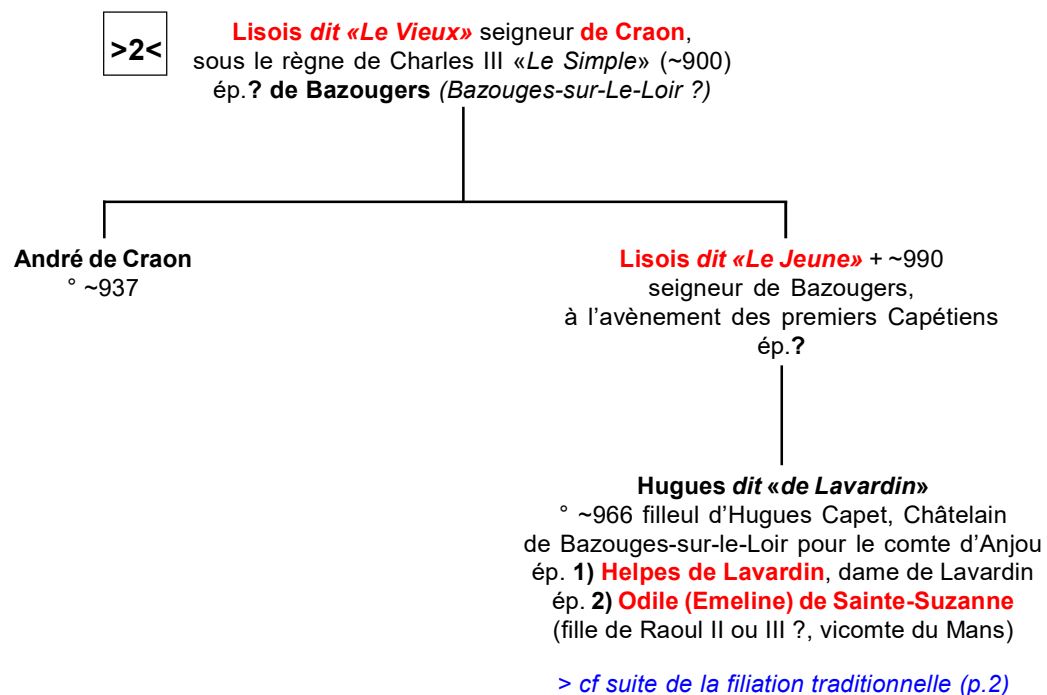 >2<
Lisois dit «Le Vieux» seigneur de Craon,
sous le règne de Charles III «Le Simple» (~900)
ép.? de Bazougers (Bazouges-sur-Le-Loir ?)
André de Craon
° ~937
Lisois dit «Le Jeune» + ~990
seigneur de Bazougers,
à l’avènement des premiers Capétiens
ép.?
Hugues dit «de Lavardin»
° ~966 filleul d’Hugues Capet, Châtelain
de Bazouges-sur-le-Loir pour le comte d’Anjou
ép. 1) Helpes de Lavardin, dame de Lavardin
ép. 2) Odile (Emeline) de Sainte-Suzanne
(fille de Raoul II ou III ?, vicomte du Mans)
> cf suite de la filiation traditionnelle (p.2)